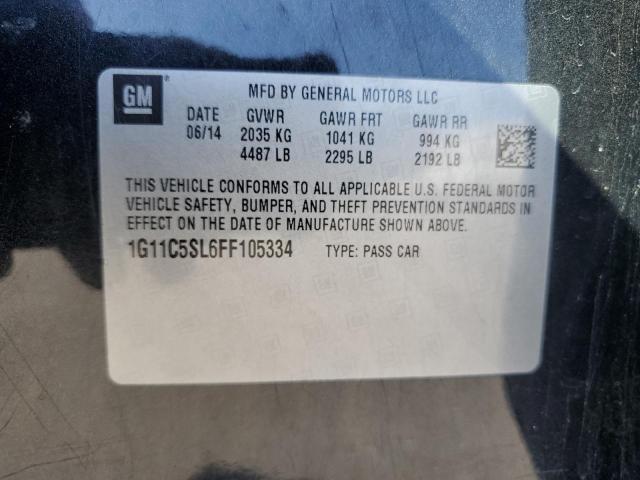 GM ®
MFD BY GENERAL MOTORS LLC
DATE GVWR GAWR FRT GAWR RR
06/14 2035 KG 1041 KG 994 KG
4487 LB 2295 LB 2192 LB
THIS VEHICLE CONFORMS TO ALL APPLICABLE U.S. FEDERAL MOTOR
VEHICLE SAFETY, BUMPER, AND THEFT PREVENTION STANDARDS IN
EFFECT ON THE DATE OF MANUFACTURE SHOWN ABOVE.
1G11C5SL6FF105334 TYPE: PASS CAR